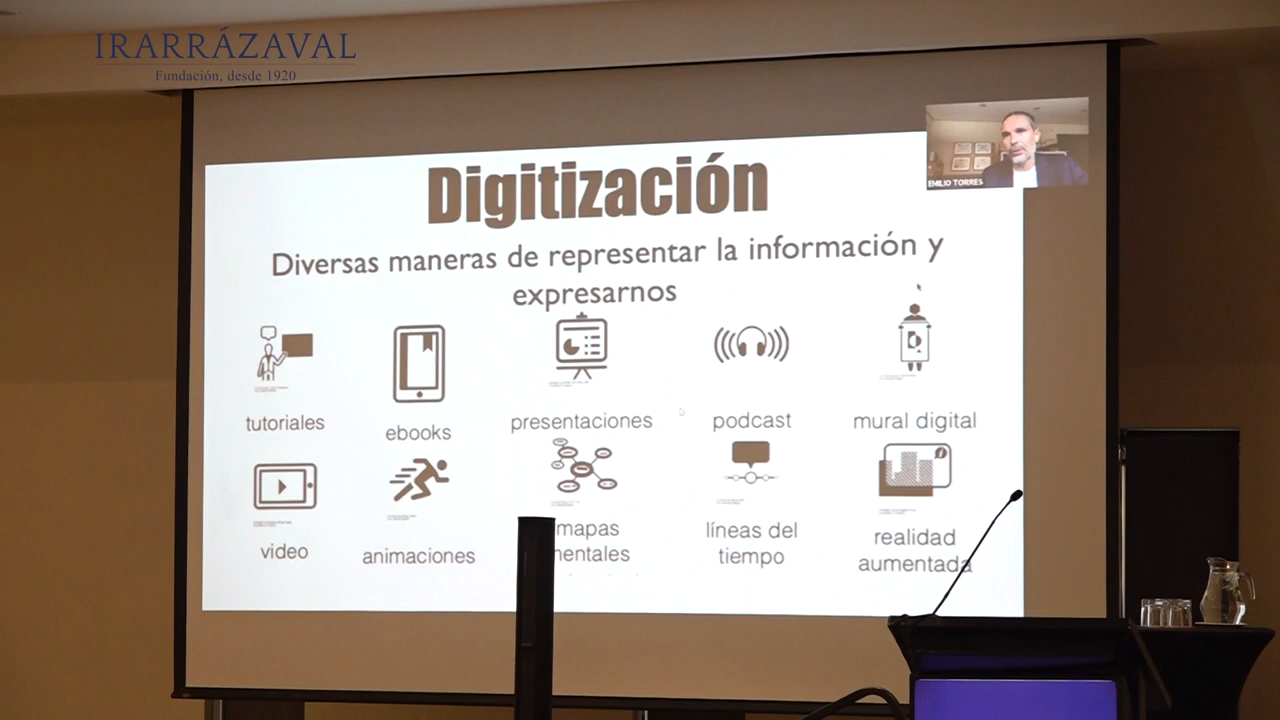 IRARRÁZAVAL
Fundación, desde 1920
EMILIO TORRES
Digitización
Diversas maneras de representar la información y
expresarnos
tutoriales
ebooks
presentaciones
podcast
mural digital
video
animaciones
mapas
mentales
líneas del
tiempo
realidad
aumentada